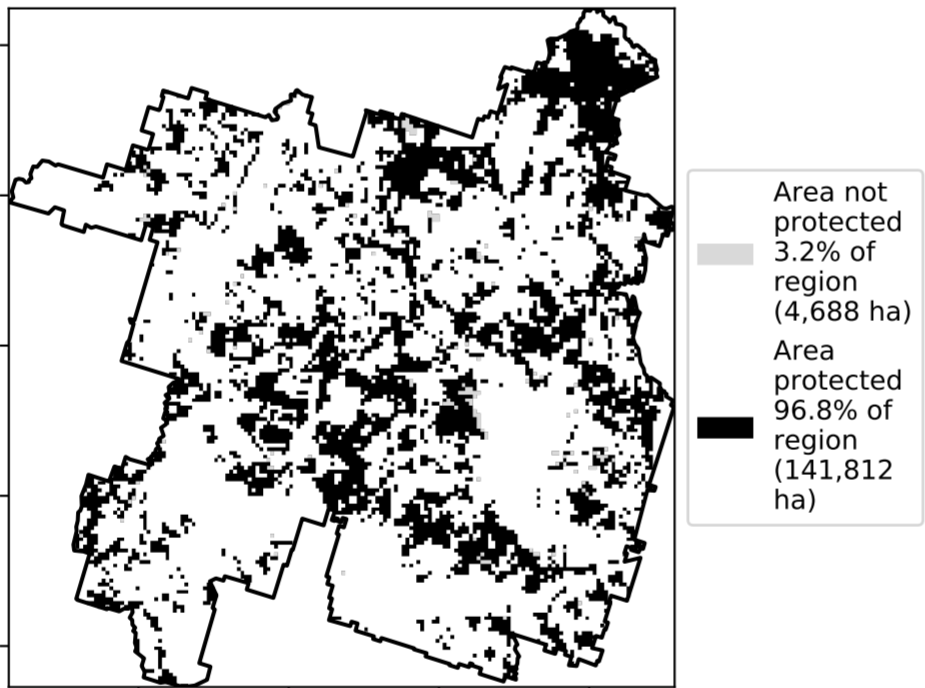 Area not
protected
3.2% of
region
(4,688 ha)
Area
protected
96.8% of
region
(141,812
ha)